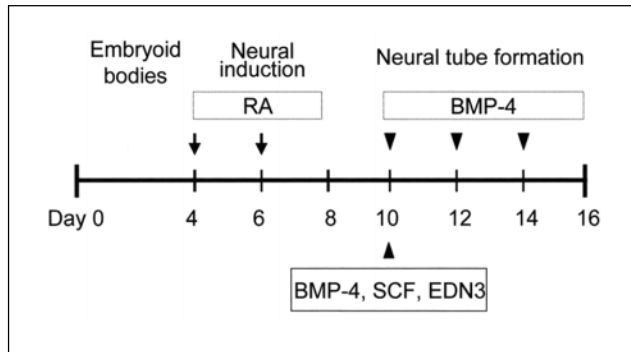 Embryoid
bodies
Neural
induction
Neural tube formation
RA
BMP-4
Day 0 4 6 8 10 12 14 16
BMP-4, SCF, EDN3